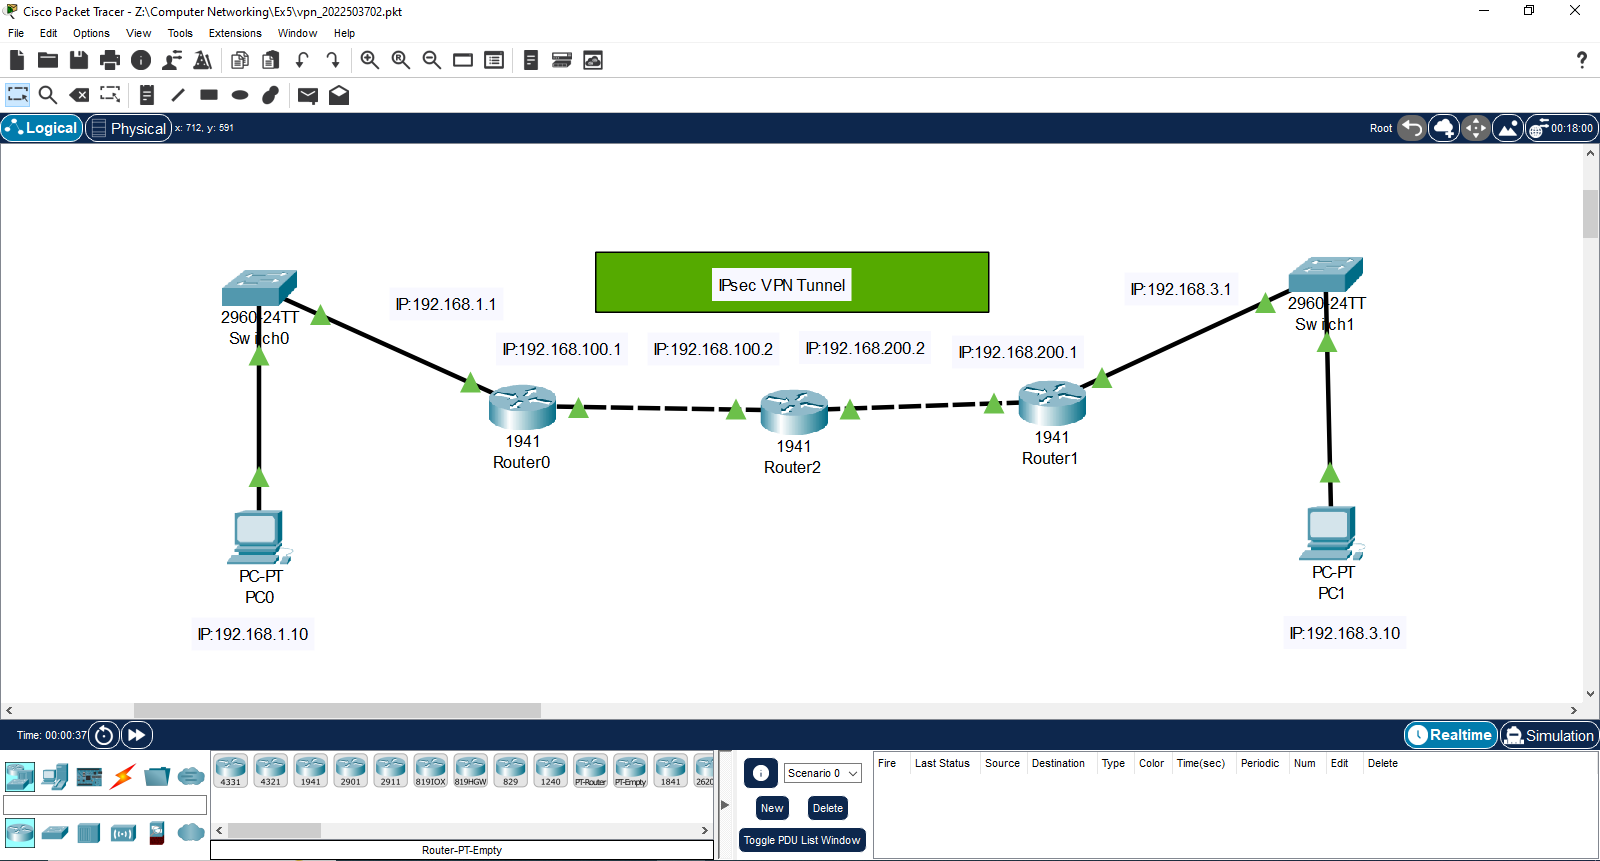 Cisco Packet Tracer - Z:\Computer Networking\Ex5\vpn_2022503702.pkt
File Edit Options View Tools Extensions Window Help
?
Logical Physical x: 712, y: 591 Root 00:18:00
IPsec VPN Tunnel
IP:192.168.1.1
IP:192.168.3.1
2960-24TT
Switch0
2960-24TT
Switch1
IP:192.168.100.1
IP:192.168.100.2
IP:192.168.200.2
IP:192.168.200.1
1941
Router0
1941
Router2
1941
Router1
PC-PT
PC0
PC-PT
PC1
IP:192.168.1.10
IP:192.168.3.10
Time: 00:00:37 Realtime Simulation
4331 4321 1941 2901 2911 819IOX 819HGW 829 1240 PT-Router PT-Empty 1841 2620
Router-PT-Empty
Scenario 0
New Delete
Toggle PDU List Window
Fire Last Status Source Destination Type Color Time(sec) Periodic Num Edit Delete